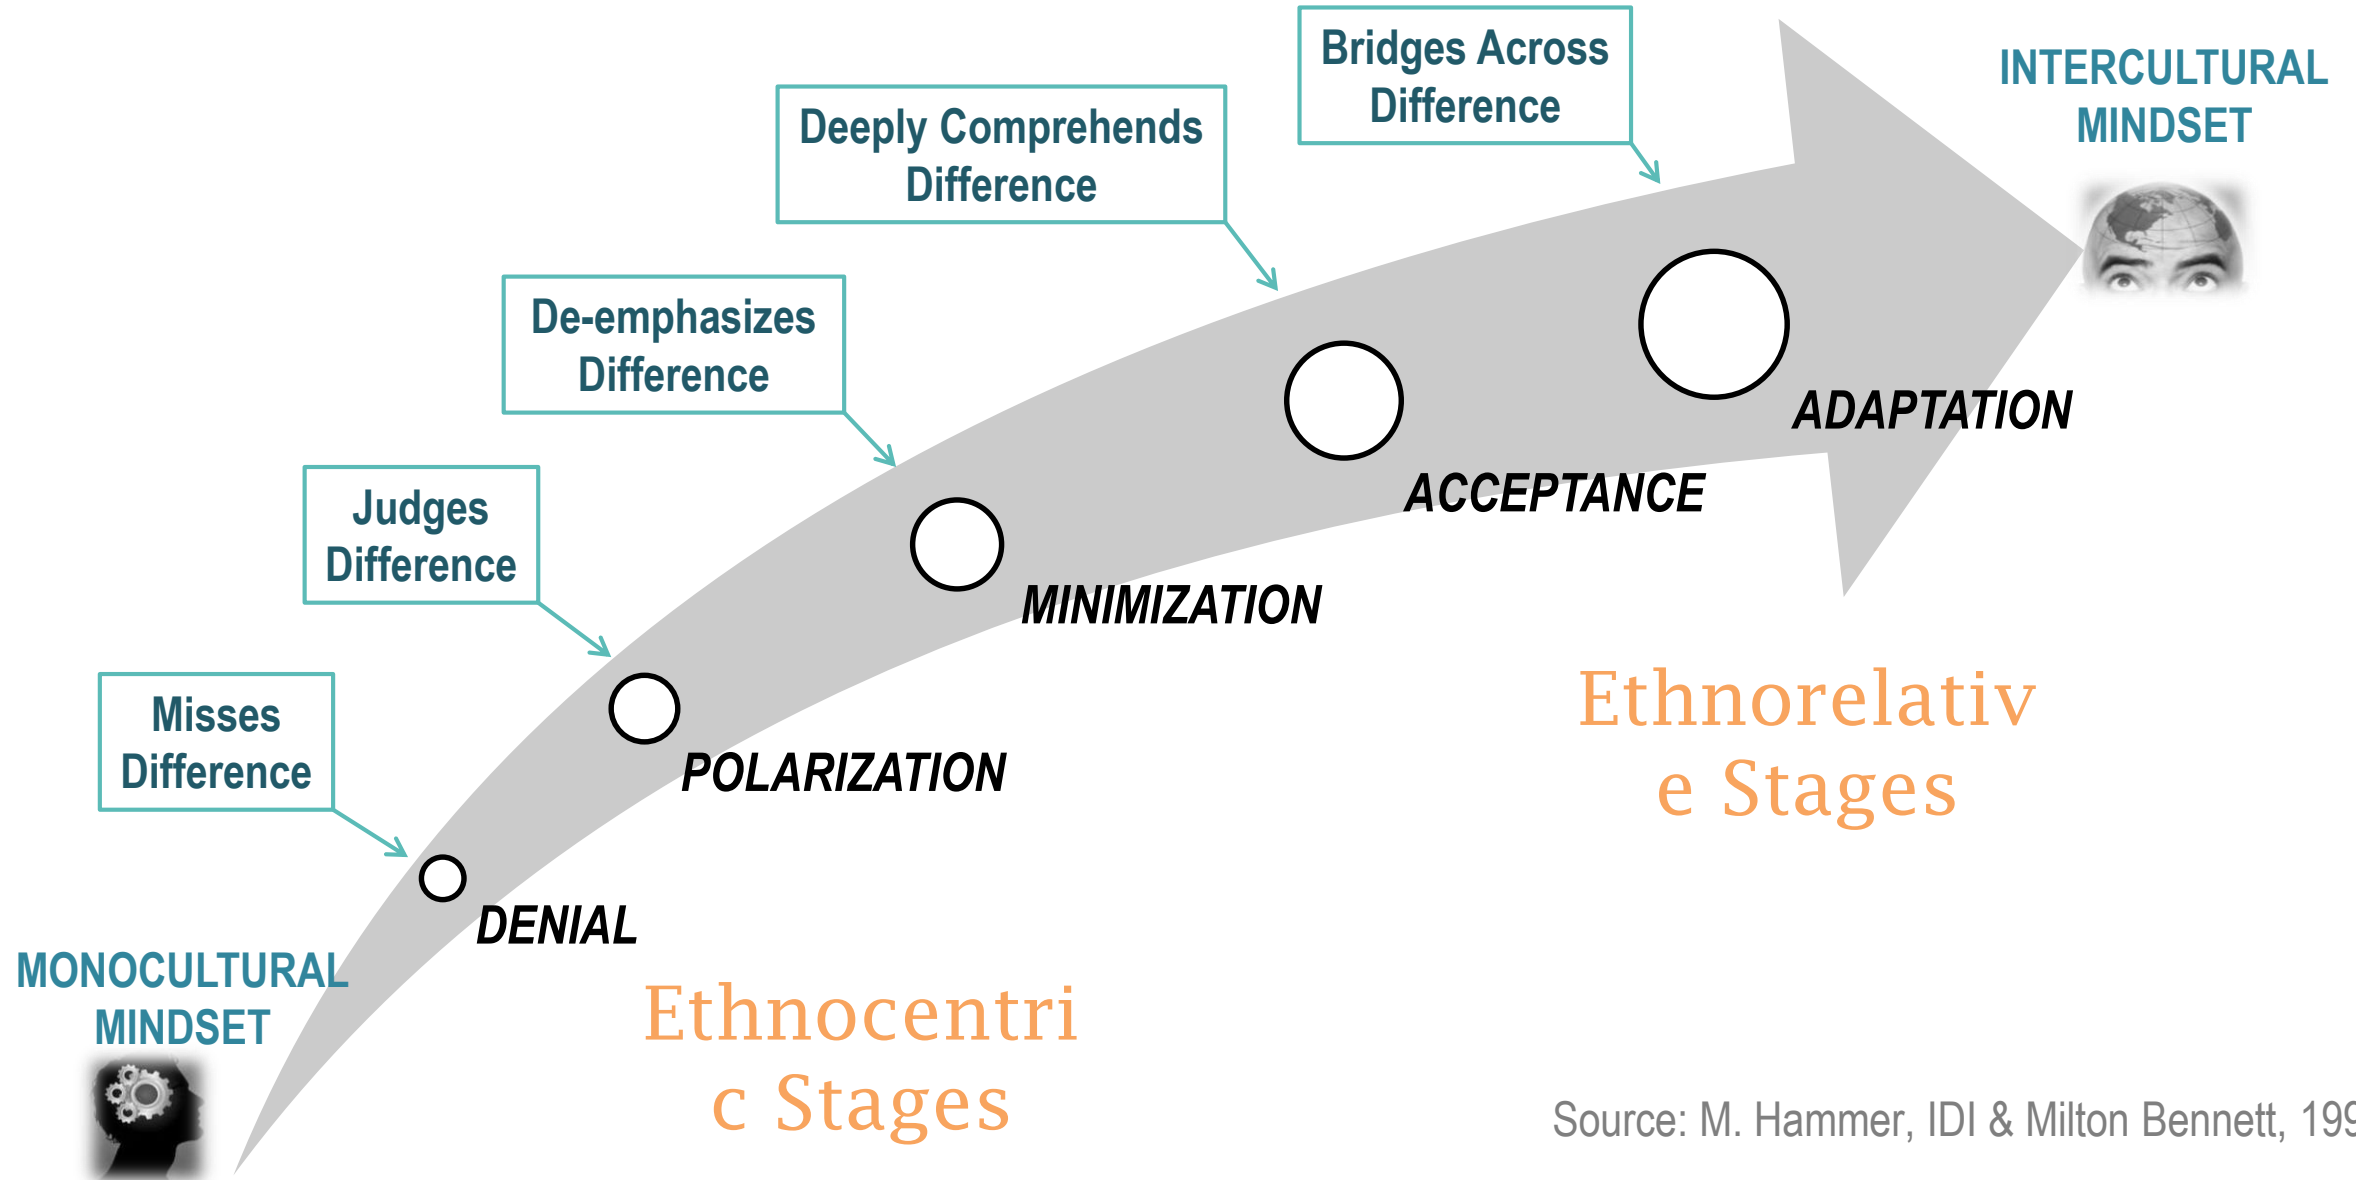 Bridges Across
Difference
INTERCULTURAL
MINDSET
Deeply Comprehends
Difference
De-emphasizes
Difference
ADAPTATION
Judges
Difference
ACCEPTANCE
MINIMIZATION
Misses
Difference
Ethnorelativ
e Stages
POLARIZATION
DENIAL
MONOCULTURAL
MINDSET
Ethnocentri
c Stages
Source: M. Hammer, IDI & Milton Bennett, 199